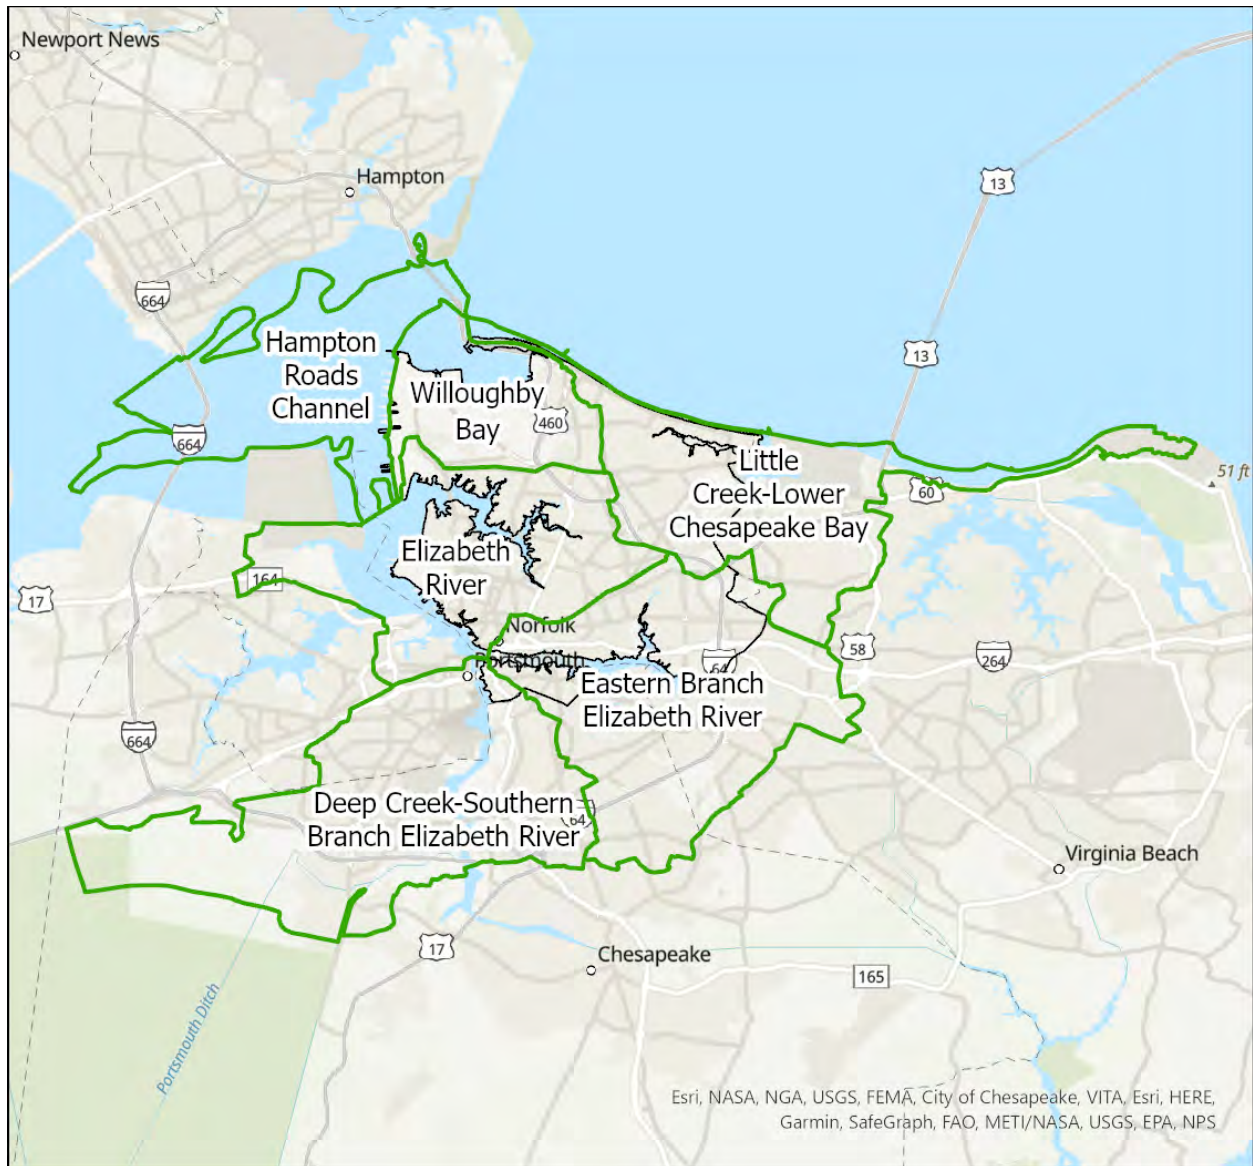 Newport News
Hampton
13
664
13
Hampton
Roads
Channel
Willoughby
Bay
460
664
Little
Creek-Lower
Chesapeake Bay
51 ft
60
Elizabeth
River
164
17
Norfolk
58
264
Portsmouth
64
Eastern Branch
Elizabeth River
664
Deep Creek-Southern
Branch Elizabeth River
64
Virginia Beach
17
Chesapeake
165
Portsmouth Ditch
Esri, NASA, NGA, USGS, FEMA, City of Chesapeake, VITA, Esri, HERE,
Garmin, SafeGraph, FAO, METI/NASA, USGS, EPA, NPS